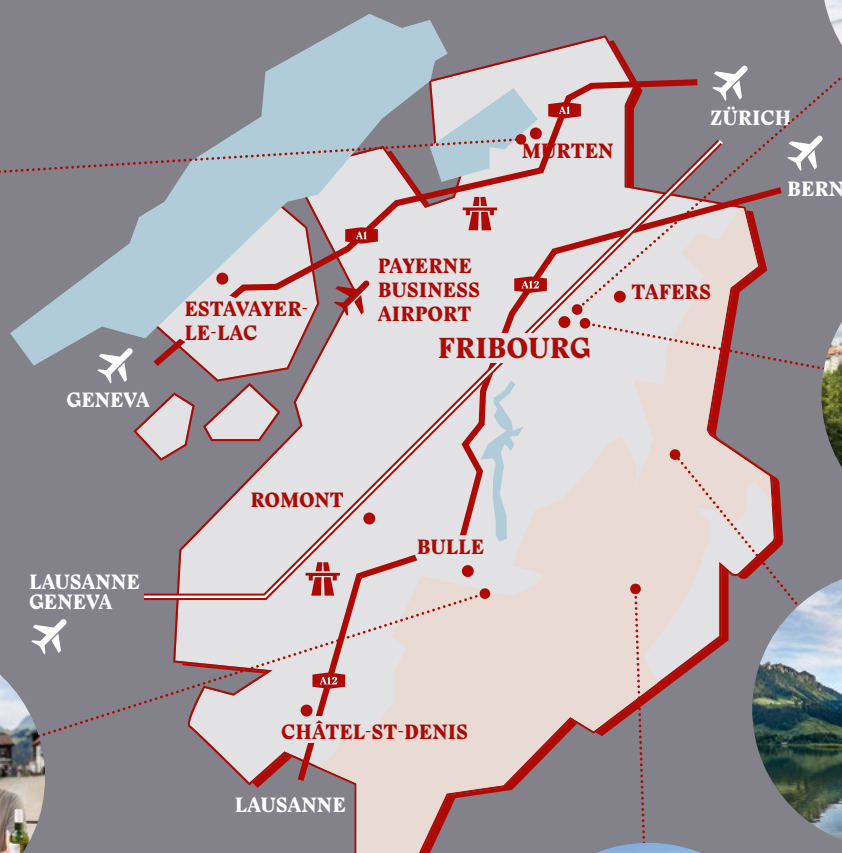 A1
ZÜRICH
MURTEN
BERN
A1
PAYERNE
BUSINESS
AIRPORT
A12
TAFERS
ESTAVAYER-
LE-LAC
FRIBOURG
GENEVA
ROMONT
BULLE
LAUSANNE
GENEVA
A12
CHÂTEL-ST-DENIS
LAUSANNE